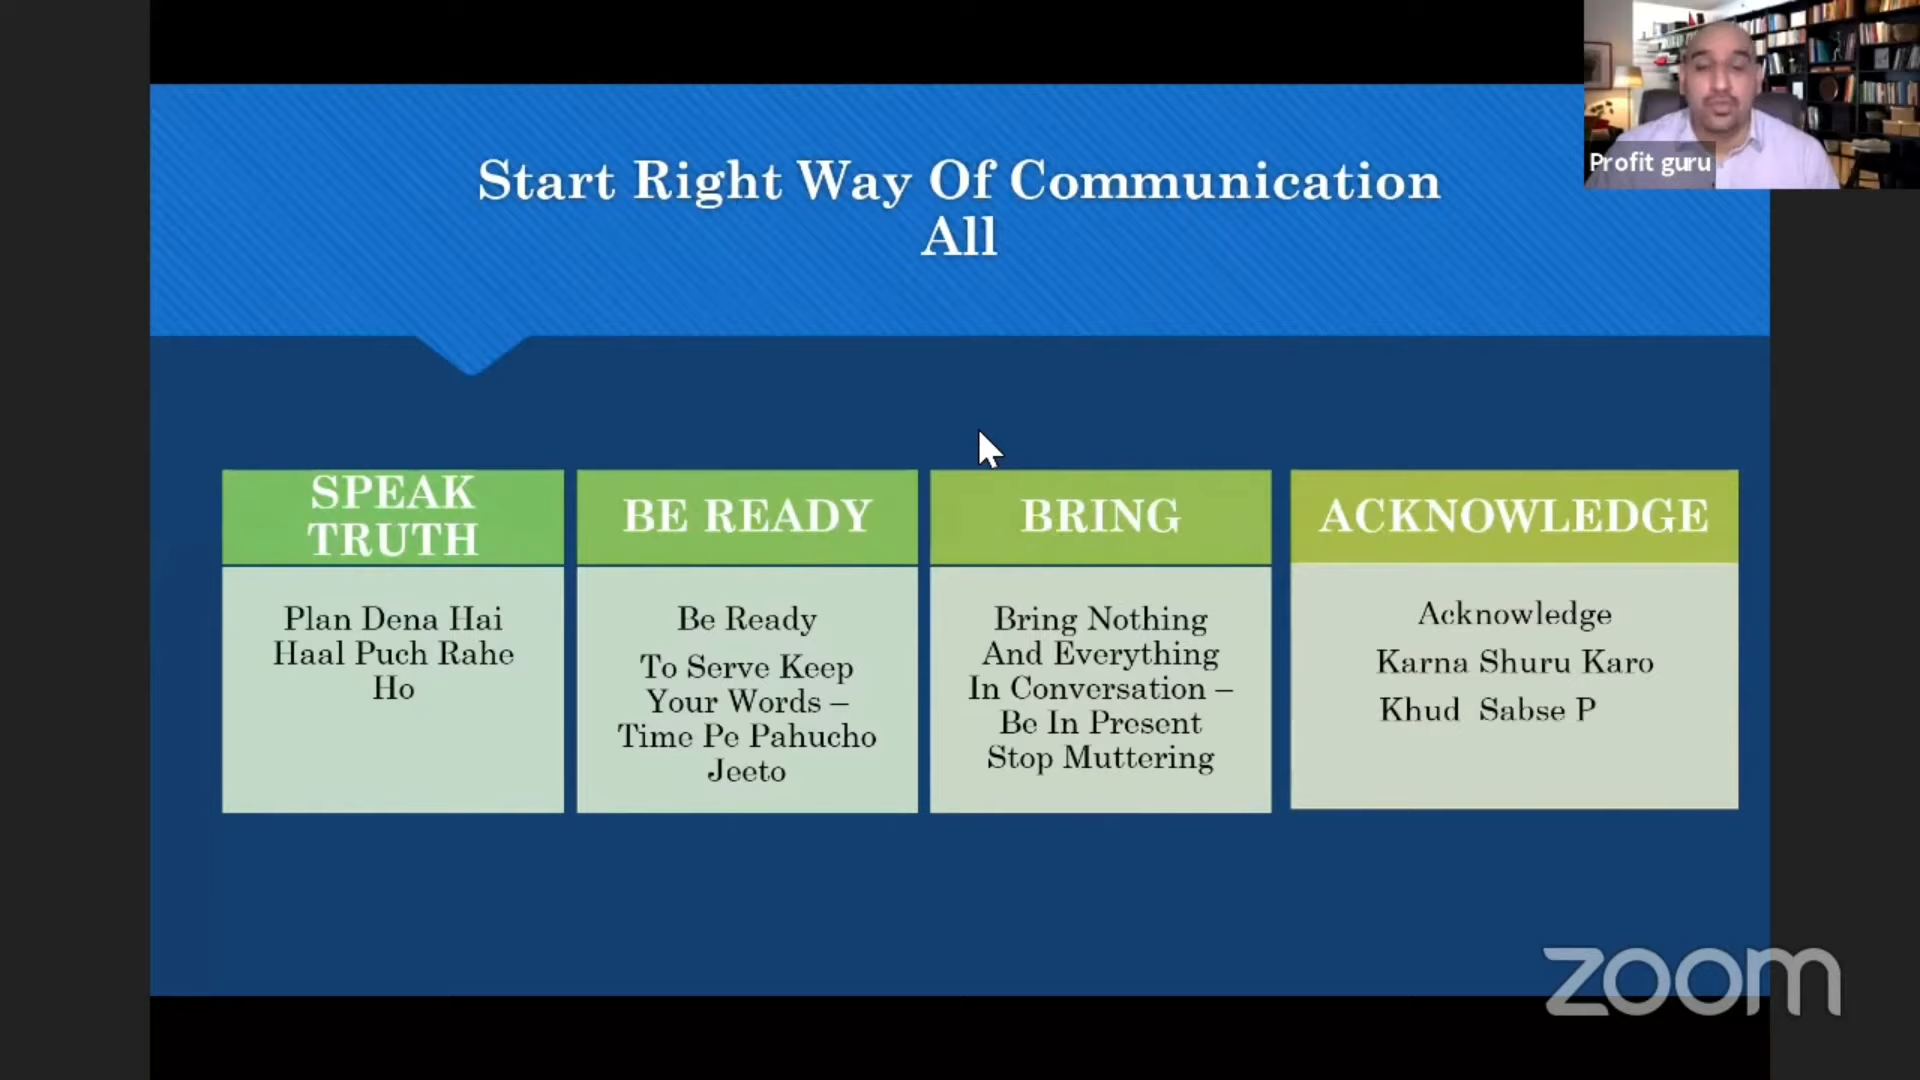 Profit guru
Start Right Way Of Communication
All
SPEAK
TRUTH
Plan Dena Hai
Haal Puch Rahe
Ho
BE READY
Be Ready
To Serve Keep
Your Words –
Time Pe Pahucho
Jeeto
BRING
Bring Nothing
And Everything
In Conversation –
Be In Present
Stop Muttering
ACKNOWLEDGE
Acknowledge
Karna Shuru Karo
Khud Sabse P
zoom